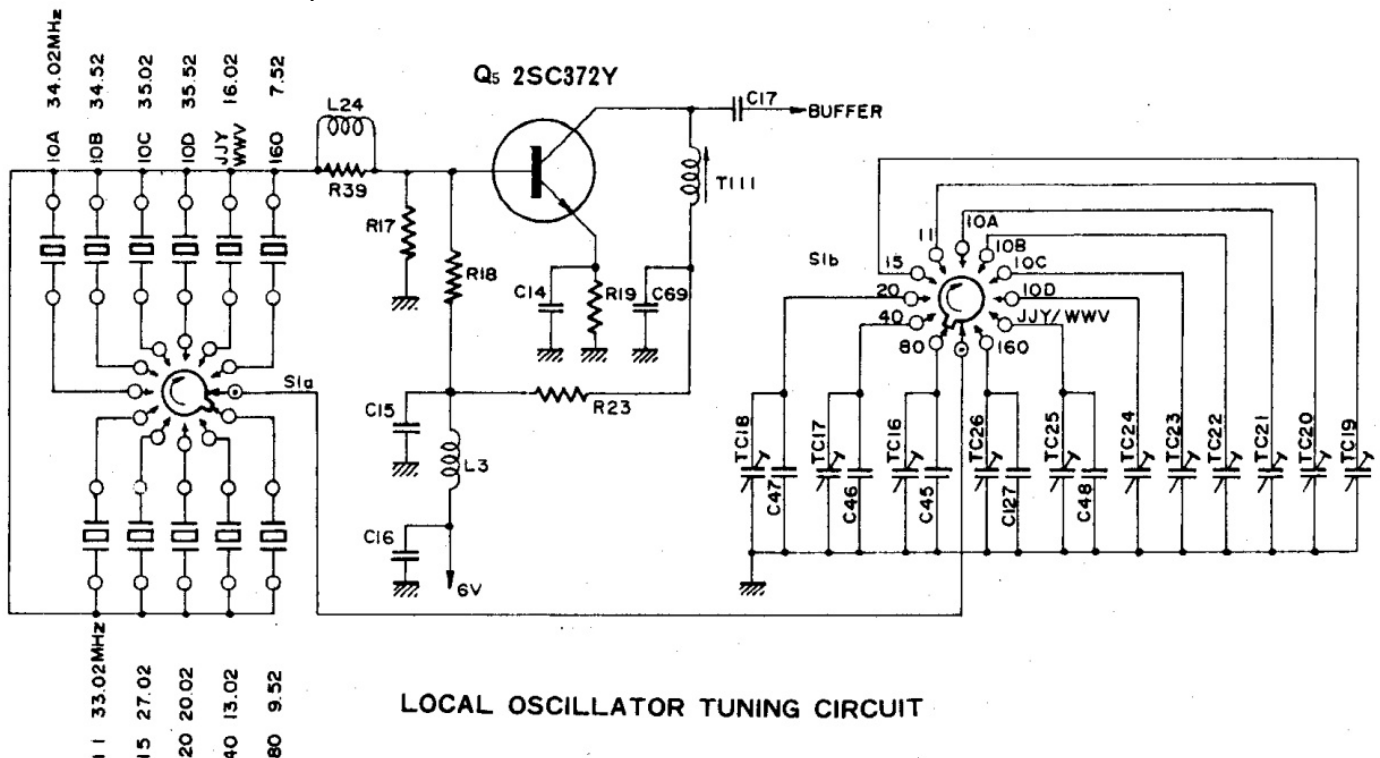 10A 34.02MHz
10B 34.52
10C 35.02
10D 35.52
JJY WWV 16.02
160 7.52
L24
R39
Q5 2SC372Y
C17
BUFFER
T111
R17
R18
C14
R19
C69
S1a
C15
R23
L3
C16
6V
11 33.02MHz
15 27.02
20 20.02
40 13.02
80 9.52
S1b
11
10A
10B
15
10C
20
10D
40
JJY/WWV
80
160
TC18
C47
TC17
C46
TC16
C45
TC26
C127
TC25
C48
TC24
TC23
TC22
TC21
TC20
TC19
LOCAL OSCILLATOR TUNING CIRCUIT